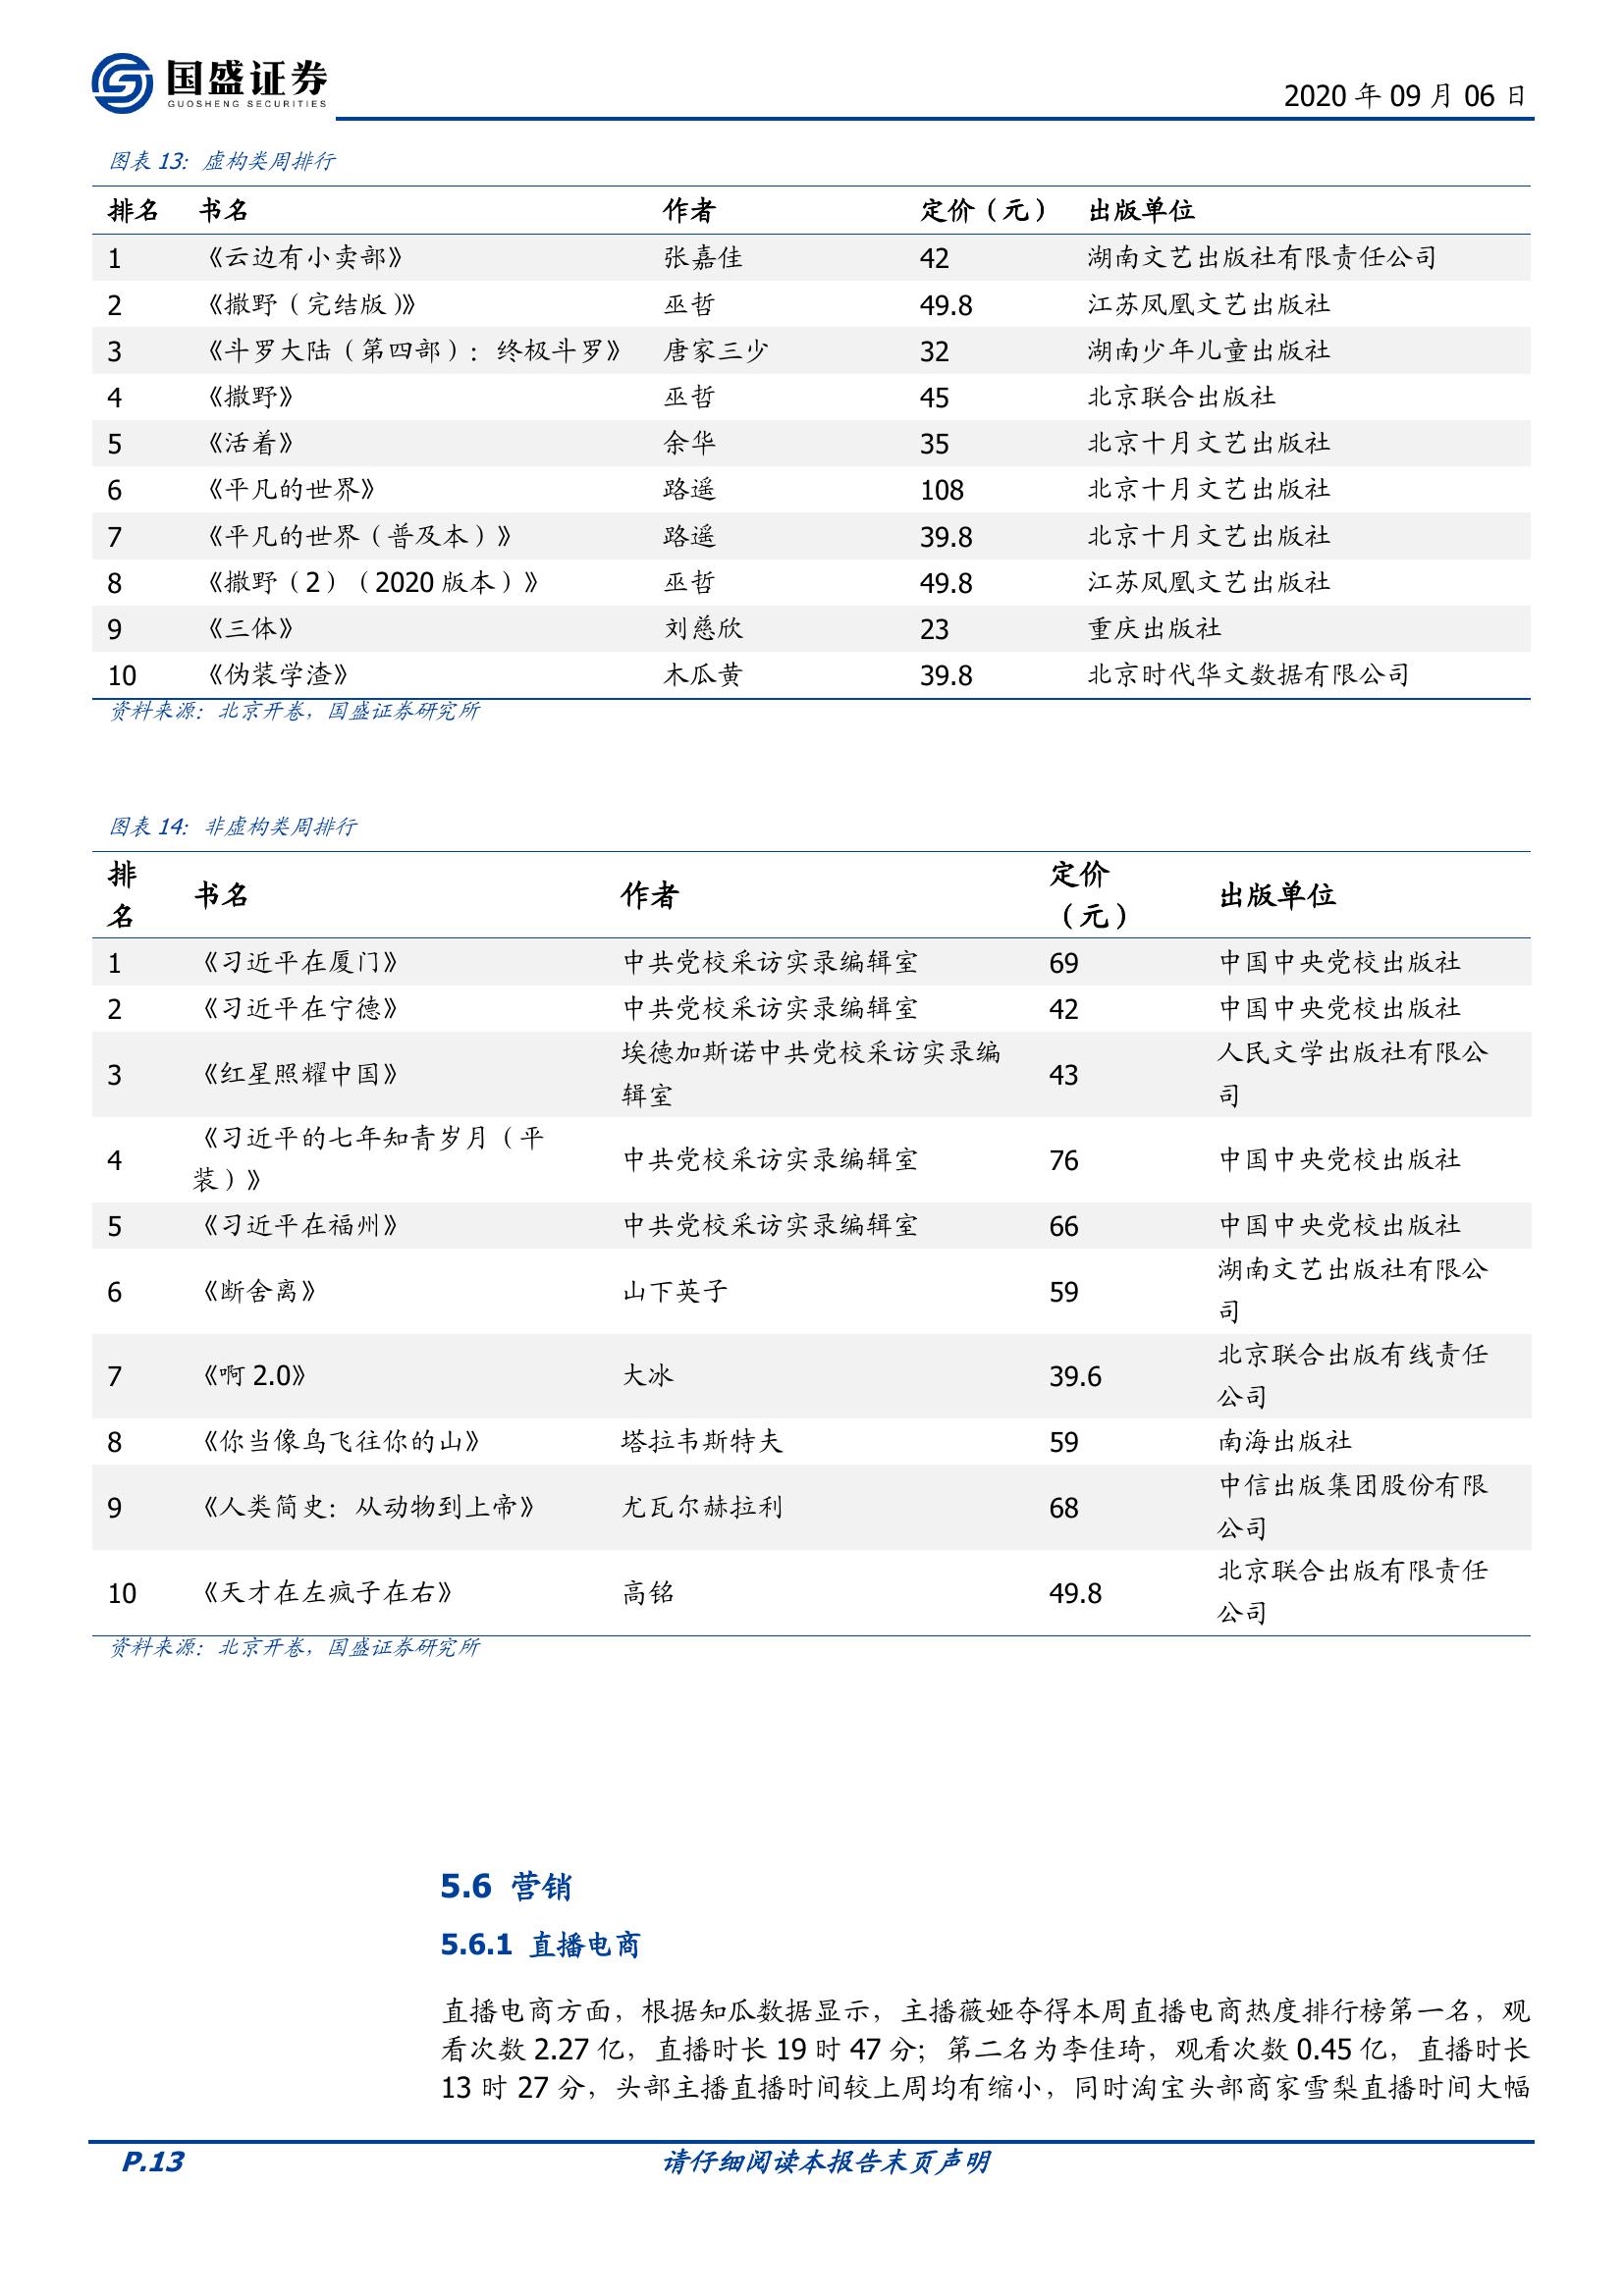 国盛证券
GUOSHENG SECURITIES
2020 年 09 月 06 日
图表 13：虚构类周排行
排名 书名 作者 定价（元） 出版单位
1 《云边有小卖部》 张嘉佳 42 湖南文艺出版社有限责任公司
2 《撒野（完结版）》 巫哲 49.8 江苏凤凰文艺出版社
3 《斗罗大陆（第四部）：终极斗罗》 唐家三少 32 湖南少年儿童出版社
4 《撒野》 巫哲 45 北京联合出版社
5 《活着》 余华 35 北京十月文艺出版社
6 《平凡的世界》 路遥 108 北京十月文艺出版社
7 《平凡的世界（普及本）》 路遥 39.8 北京十月文艺出版社
8 《撒野（2）（2020 版本）》 巫哲 49.8 江苏凤凰文艺出版社
9 《三体》 刘慈欣 23 重庆出版社
10 《伪装学渣》 木瓜黄 39.8 北京时代华文数据有限公司
资料来源：北京开卷，国盛证券研究所
图表 14：非虚构类周排行
排
名
书名 作者
定价
（元）
出版单位
1 《习近平在厦门》 中共党校采访实录编辑室 69 中国中央党校出版社
2 《习近平在宁德》 中共党校采访实录编辑室 42 中国中央党校出版社
3 《红星照耀中国》
埃德加斯诺中共党校采访实录编
辑室
43
人民文学出版社有限公
司
4
《习近平的七年知青岁月（平
装）》
中共党校采访实录编辑室 76 中国中央党校出版社
5 《习近平在福州》 中共党校采访实录编辑室 66 中国中央党校出版社
6 《断舍离》 山下英子 59
湖南文艺出版社有限公
司
7 《啊 2.0》 大冰 39.6
北京联合出版有线责任
公司
8 《你当像鸟飞往你的山》 塔拉韦斯特夫 59 南海出版社
9 《人类简史：从动物到上帝》 尤瓦尔赫拉利 68
中信出版集团股份有限
公司
10 《天才在左疯子在右》 高铭 49.8
北京联合出版有限责任
公司
资料来源：北京开卷，国盛证券研究所
5.6 营销
5.6.1 直播电商
直播电商方面，根据知瓜数据显示，主播薇娅夺得本周直播电商热度排行榜第一名，观
看次数 2.27 亿，直播时长 19 时 47 分；第二名为李佳琦，观看次数 0.45 亿，直播时长
13 时 27 分，头部主播直播时间较上周均有缩小，同时淘宝头部商家雪梨直播时间大幅
P.13
请仔细阅读本报告末页声明